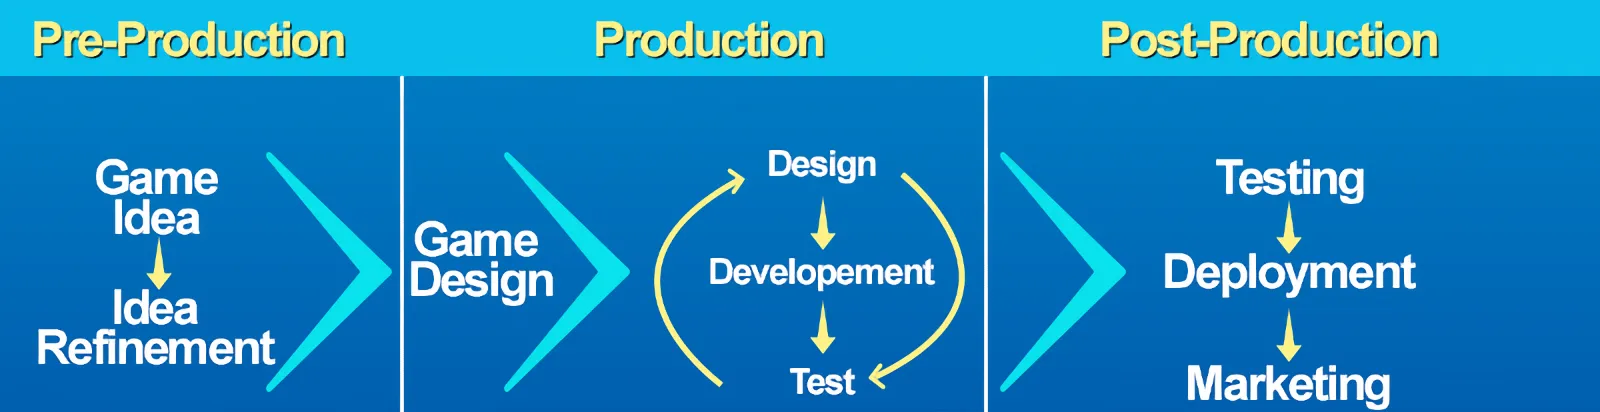 Pre-Production
Production
Post-Production
Game
Idea
Idea
Refinement
Game
Design
Design
Developement
Test
Testing
Deployment
Marketing